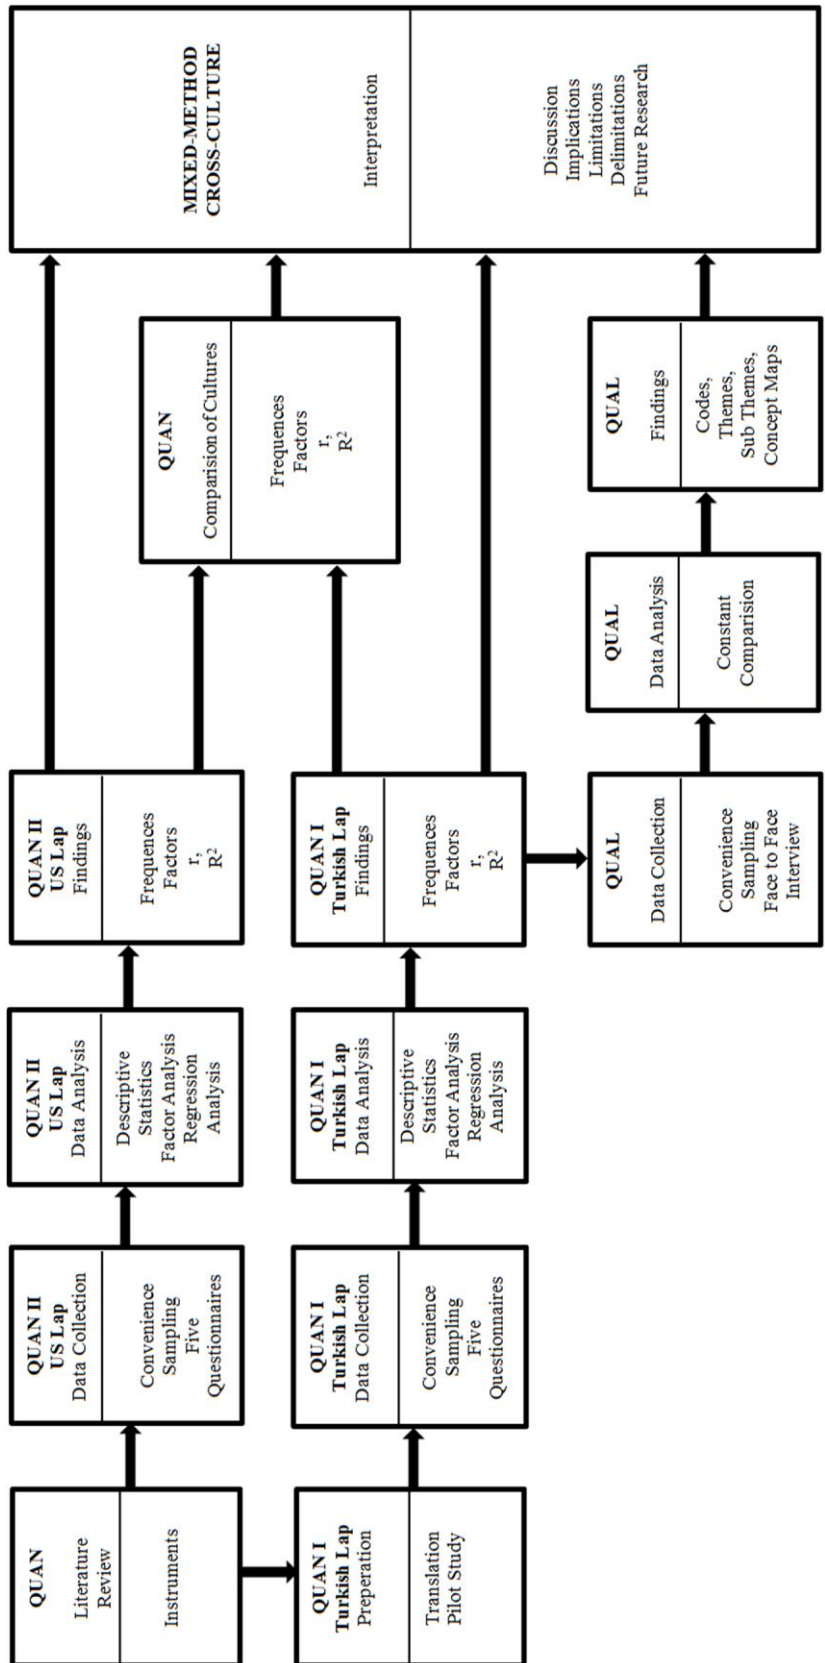 QUAN
Literature
Review
Instruments
QUAN II
US Lap
Data Collection
Convenience
Sampling
Five
Questionnaires
QUAN II
US Lap
Data Analysis
Descriptive
Statistics
Factor Analysis
Regression
Analysis
QUAN II
US Lap
Findings
Frequences
Factors
r,
R²
QUAN I
Turkish Lap
Preperation
Translation
Pilot Study
QUAN I
Turkish Lap
Data Collection
Convenience
Sampling
Five
Questionnaires
QUAN I
Turkish Lap
Data Analysis
Descriptive
Statistics
Factor Analysis
Regression
Analysis
QUAN I
Turkish Lap
Findings
Frequences
Factors
r,
R²
QUAN
Comparision of Cultures
Frequences
Factors
r,
R²
QUAL
Data Collection
Convenience
Sampling
Face to Face
Interview
QUAL
Data Analysis
Constant
Comparision
QUAL
Findings
Codes,
Themes,
Sub Themes,
Concept Maps
MIXED-METHOD
CROSS-CULTURE
Interpretation
Discussion
Implications
Limitations
Delimitations
Future Research